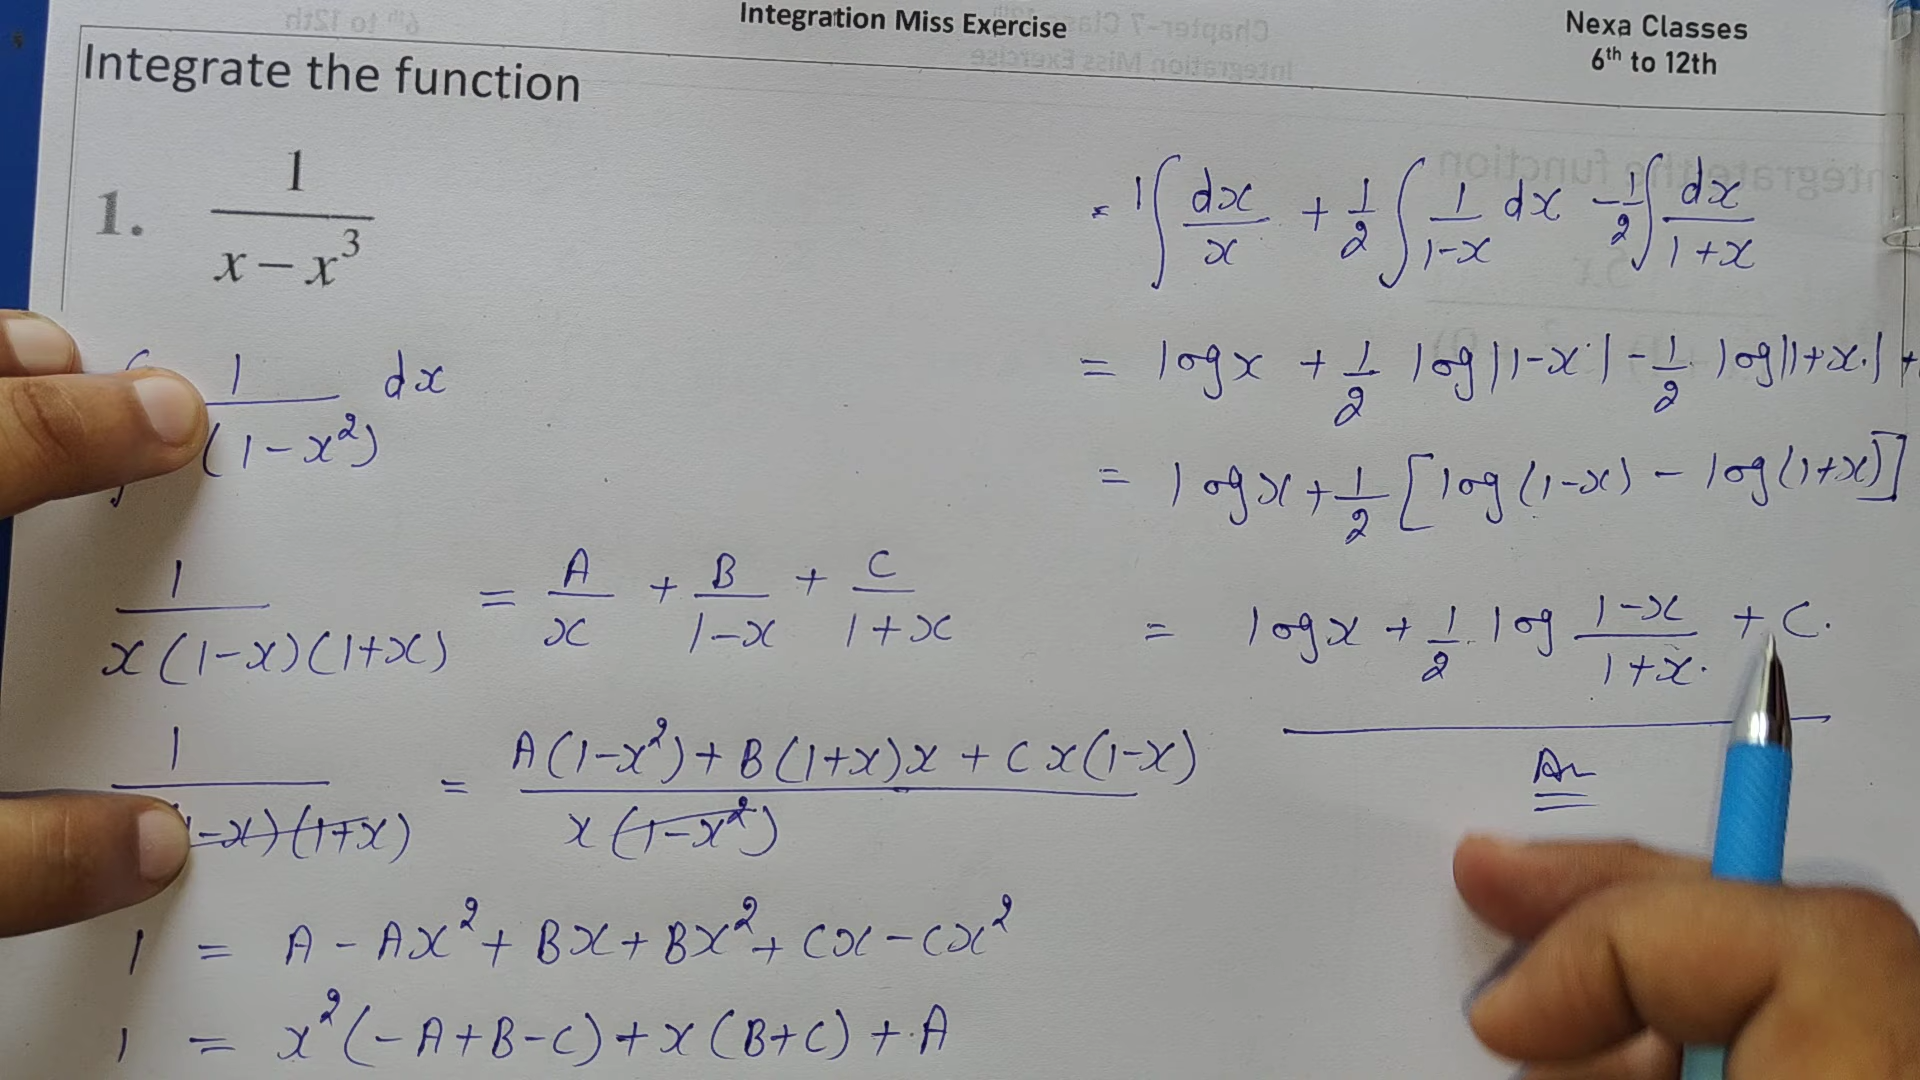 Integration Miss Exercise
Nexa Classes
6th to 12th
Integrate the function
1. 1/(x − x³)
1/(1-x²) dx
1/(x(1-x)(1+x)) = A/x + B/(1-x) + C/(1+x)
1/(-x)(1+x) = (A(1-x²) + B(1+x)x + Cx(1-x))/(x(1-x²))
1 = A - Ax² + Bx + Bx² + Cx - Cx²
1 = x²(-A+B-C) + x(B+C) + A
= 1∫dx/x + 1/2 ∫ 1/(1-x) dx - 1/2 ∫ dx/(1+x)
= log x + 1/2 log|1-x| - 1/2 log|1+x| +
= log x + 1/2 [log(1-x) - log(1+x)]
= log x + 1/2 log (1-x)/(1+x) + C.